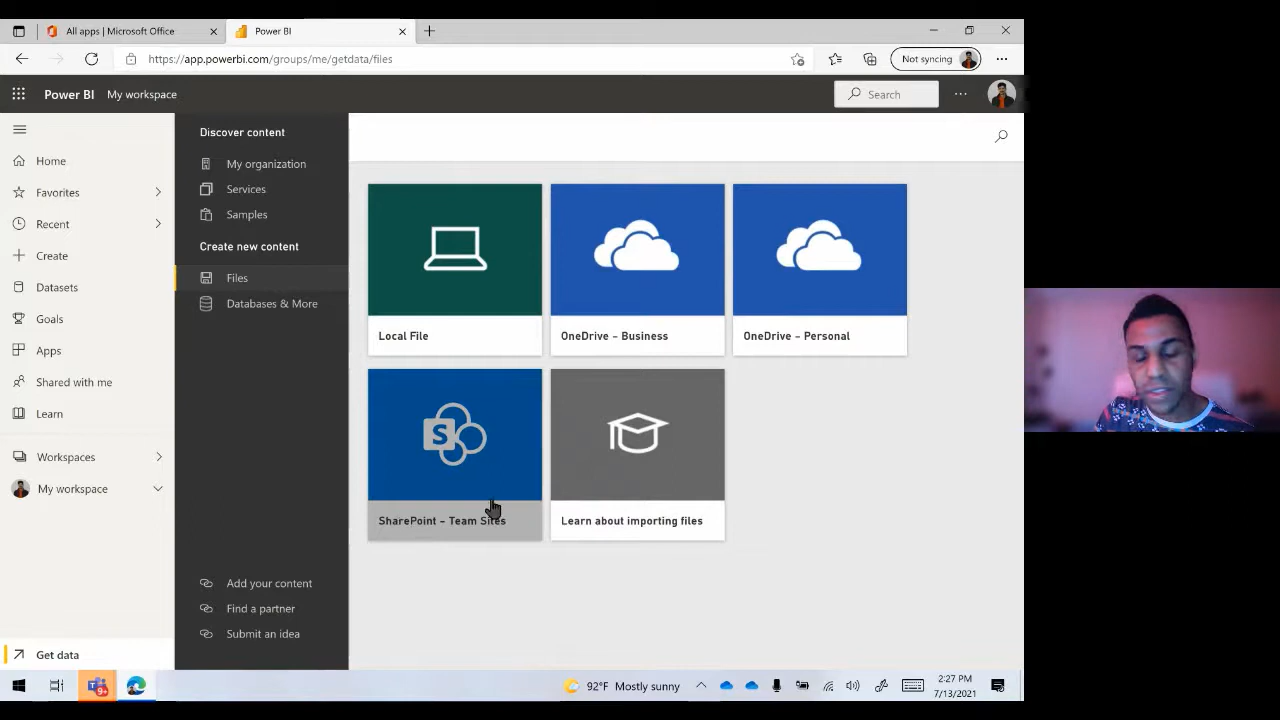 All apps | Microsoft Office
Power BI
https://app.powerbi.com/groups/me/getdata/files
Not syncing
Power BI My workspace
Search
Home
Favorites
Recent
Create
Datasets
Goals
Apps
Shared with me
Learn
Workspaces
My workspace
Get data
Discover content
My organization
Services
Samples
Create new content
Files
Databases & More
Add your content
Find a partner
Submit an idea
Local File
OneDrive – Business
OneDrive – Personal
S
SharePoint – Team Sites
Learn about importing files
9+
92°F Mostly sunny
2:27 PM
7/13/2021